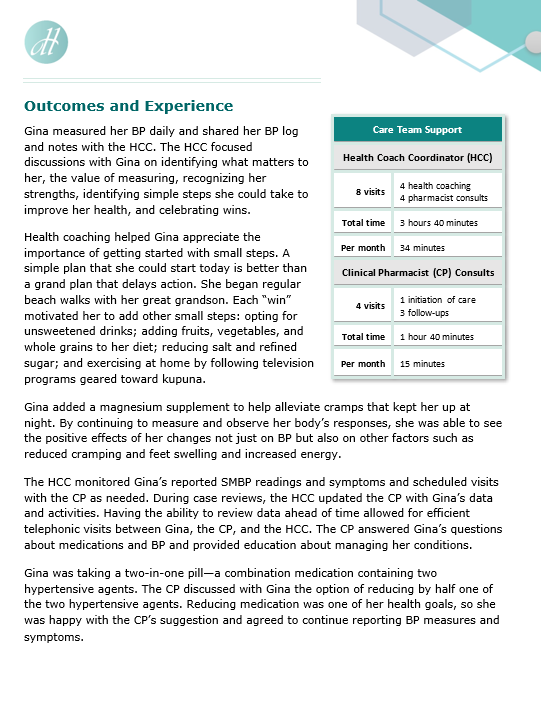 Outcomes and Experience
Gina measured her BP daily and shared her BP log
and notes with the HCC. The HCC focused
discussions with Gina on identifying what matters to
her, the value of measuring, recognizing her
strengths, identifying simple steps she could take to
improve her health, and celebrating wins.
Health coaching helped Gina appreciate the
importance of getting started with small steps. A
simple plan that she could start today is better than
a grand plan that delays action. She began regular
beach walks with her great grandson. Each “win”
motivated her to add other small steps: opting for
unsweetened drinks; adding fruits, vegetables, and
whole grains to her diet; reducing salt and refined
sugar; and exercising at home by following television
programs geared toward kupuna.
Care Team Support
Health Coach Coordinator (HCC)
8 visits
4 health coaching
4 pharmacist consults
Total time 3 hours 40 minutes
Per month 34 minutes
Clinical Pharmacist (CP) Consults
4 visits
1 initiation of care
3 follow-ups
Total time 1 hour 40 minutes
Per month 15 minutes
Gina added a magnesium supplement to help alleviate cramps that kept her up at
night. By continuing to measure and observe her body’s responses, she was able to see
the positive effects of her changes not just on BP but also on other factors such as
reduced cramping and feet swelling and increased energy.
The HCC monitored Gina’s reported SMBP readings and symptoms and scheduled visits
with the CP as needed. During case reviews, the HCC updated the CP with Gina’s data
and activities. Having the ability to review data ahead of time allowed for efficient
telephonic visits between Gina, the CP, and the HCC. The CP answered Gina’s questions
about medications and BP and provided education about managing her conditions.
Gina was taking a two-in-one pill—a combination medication containing two
hypertensive agents. The CP discussed with Gina the option of reducing by half one of
the two hypertensive agents. Reducing medication was one of her health goals, so she
was happy with the CP’s suggestion and agreed to continue reporting BP measures and
symptoms.